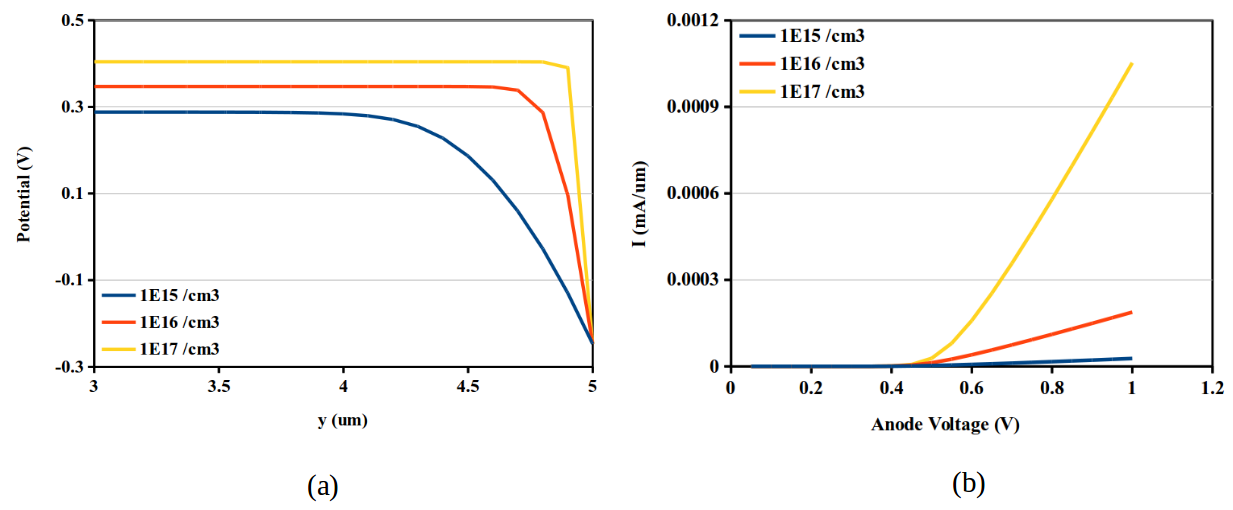 0.5
0.3
0.1
-0.1
-0.3
Potential (V)
1E15 /cm3
1E16 /cm3
1E17 /cm3
3 3.5 4 4.5 5
y (um)
(a)
0.0012
0.0009
0.0006
0.0003
0
I (mA/um)
1E15 /cm3
1E16 /cm3
1E17 /cm3
0 0.2 0.4 0.6 0.8 1 1.2
Anode Voltage (V)
(b)